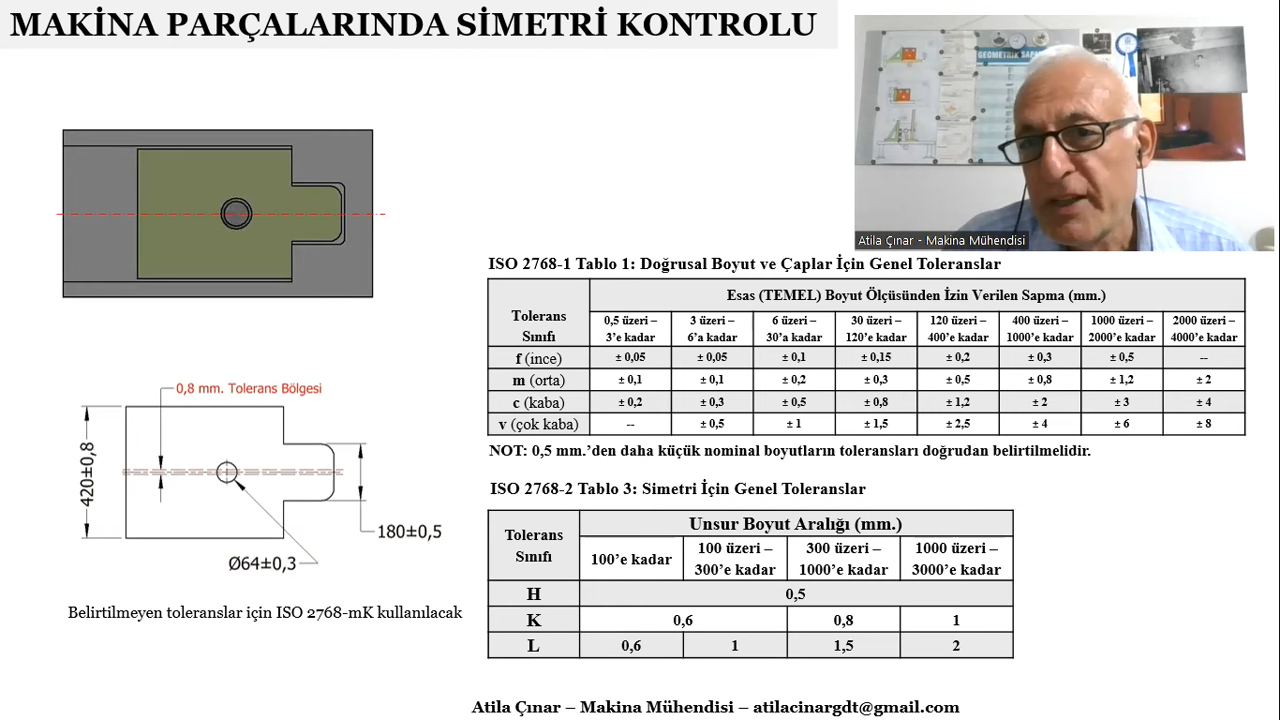 MAKİNA PARÇALARINDA SİMETRİ KONTROLU
GEOMETRİK
Atila Çınar - Makina Mühendisi
0,8 mm. Tolerans Bölgesi
420±0,8
180±0,5
Ø64±0,3
Belirtilmeyen toleranslar için ISO 2768-mK kullanılacak
ISO 2768-1 Tablo 1: Doğrusal Boyut ve Çaplar İçin Genel Toleranslar
Tolerans Sınıfı
Esas (TEMEL) Boyut Ölçüsünden İzin Verilen Sapma (mm.)
0,5 üzeri – 3 üzeri – 6 üzeri – 30 üzeri – 120 üzeri – 400 üzeri – 1000 üzeri – 2000 üzeri –
3’e kadar 6’a kadar 30’a kadar 120’e kadar 400’e kadar 1000’e kadar 2000’e kadar 4000’e kadar
f (ince) ± 0,05 ± 0,05 ± 0,1 ± 0,15 ± 0,2 ± 0,3 ± 0,5 --
m (orta) ± 0,1 ± 0,1 ± 0,2 ± 0,3 ± 0,5 ± 0,8 ± 1,2 ± 2
c (kaba) ± 0,2 ± 0,3 ± 0,5 ± 0,8 ± 1,2 ± 2 ± 3 ± 4
v (çok kaba) -- ± 0,5 ± 1 ± 1,5 ± 2,5 ± 4 ± 6 ± 8
NOT: 0,5 mm.’den daha küçük nominal boyutların toleransları doğrudan belirtilmelidir.
ISO 2768-2 Tablo 3: Simetri İçin Genel Toleranslar
Tolerans Sınıfı
Unsur Boyut Aralığı (mm.)
100’e kadar 100 üzeri – 300’e kadar 300 üzeri – 1000’e kadar 1000 üzeri – 3000’e kadar
H 0,5
K 0,6 0,8 1
L 0,6 1 1,5 2
Atila Çınar – Makina Mühendisi – atilacinargdt@gmail.com